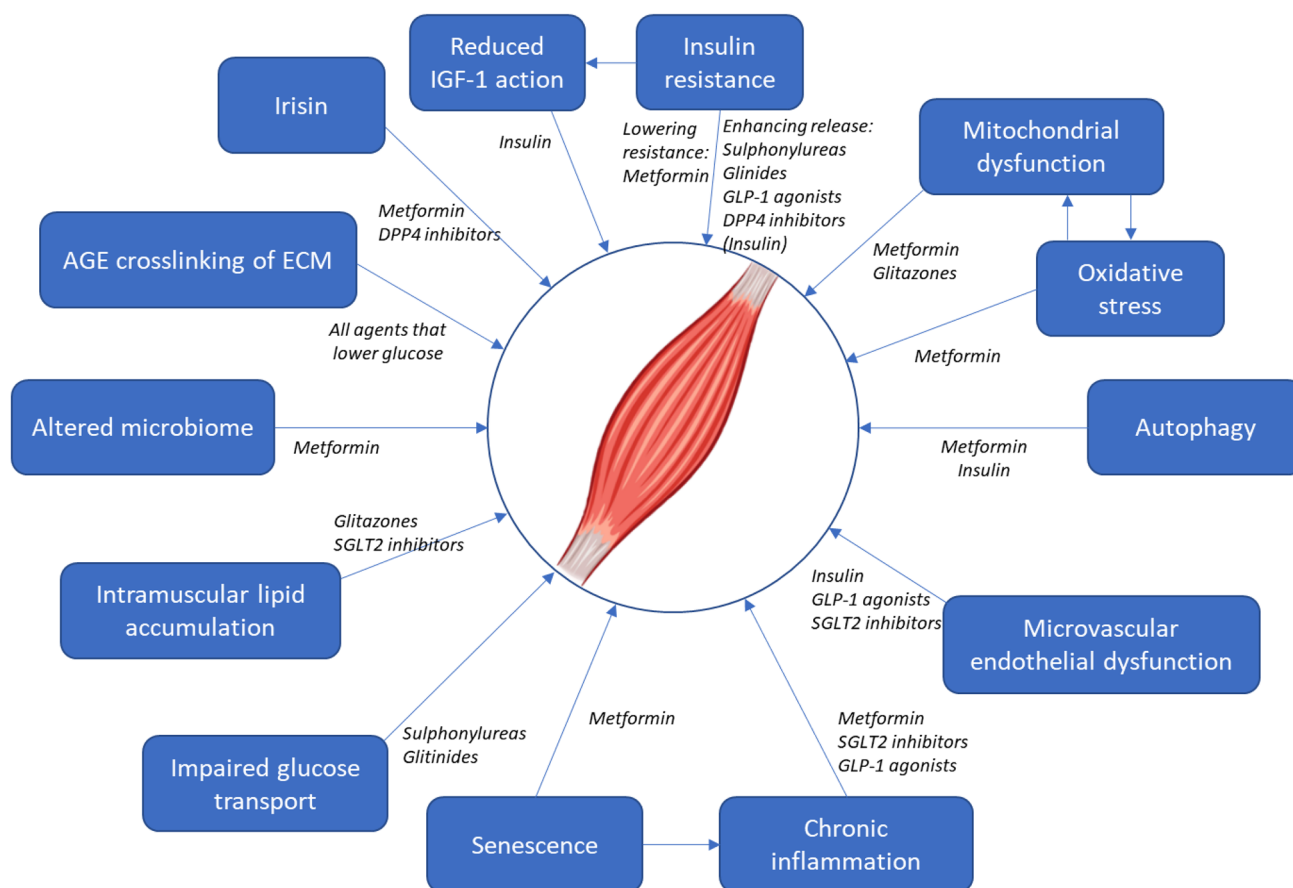 Reduced
IGF-1 action
Insulin
resistance
Irisin
Mitochondrial
dysfunction
Insulin
Lowering
resistance:
Metformin
Enhancing release:
Sulphonylureas
Glinides
GLP-1 agonists
DPP4 inhibitors
(Insulin)
Metformin
DPP4 inhibitors
AGE crosslinking of ECM
Metformin
Glitazones
Oxidative
stress
All agents that
lower glucose
Metformin
Altered microbiome
Metformin
Autophagy
Metformin
Insulin
Glitazones
SGLT2 inhibitors
Intramuscular lipid
accumulation
Insulin
GLP-1 agonists
SGLT2 inhibitors
Microvascular
endothelial dysfunction
Sulphonylureas
Glitinides
Impaired glucose
transport
Metformin
Metformin
SGLT2 inhibitors
GLP-1 agonists
Senescence
Chronic
inflammation